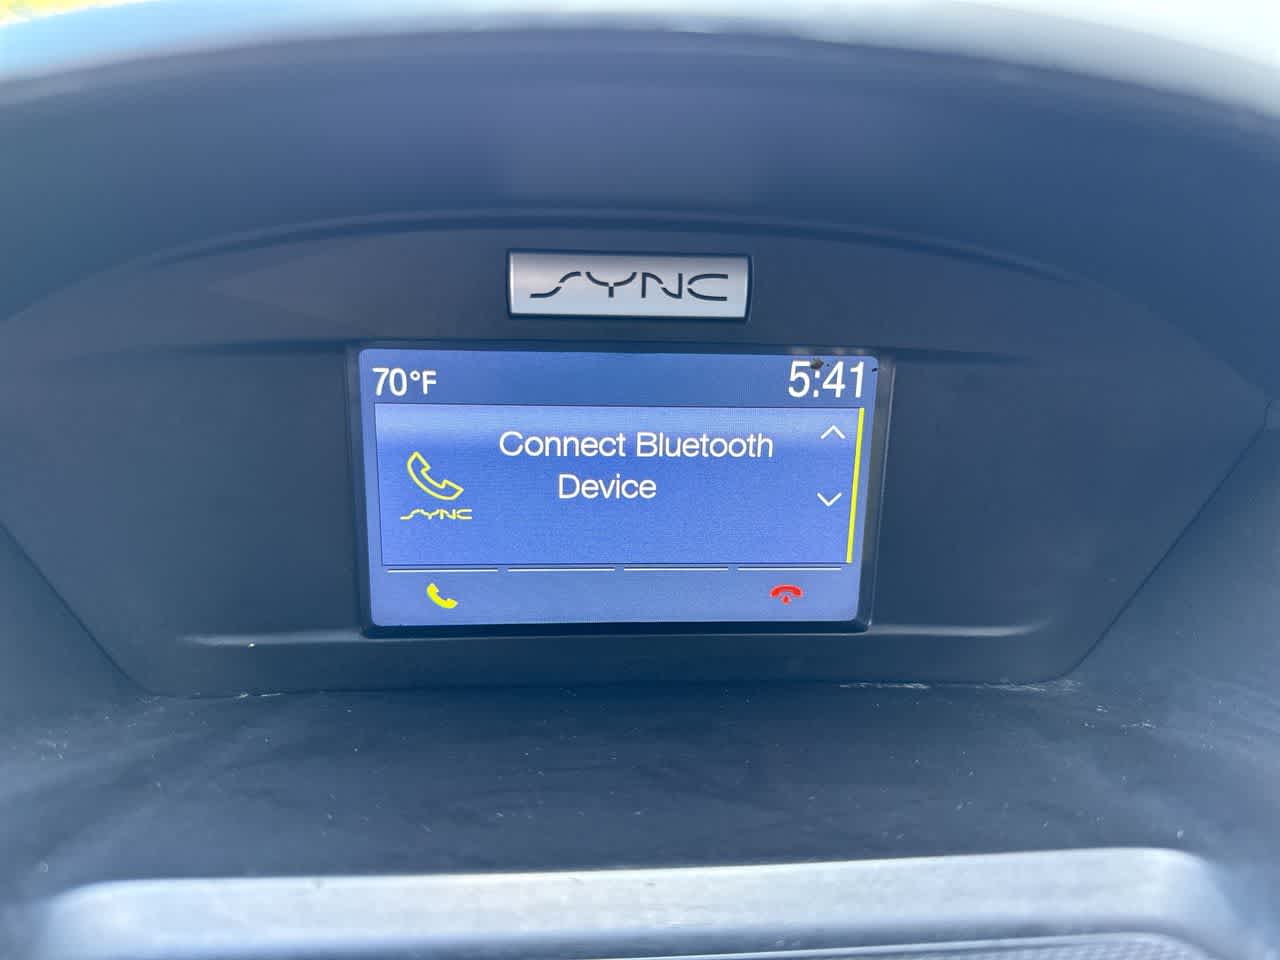 SYNC
70°F 5:41
Connect Bluetooth
Device
SYNC